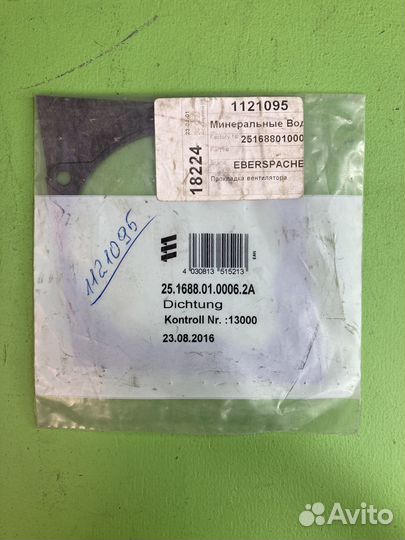 1121095
Минеральные Вод
25168801000
EBERSPACHE
Прокладка вентилятора
18224
1121095
4 030813 515213
25.1688.01.0006.2A
Dichtung
Kontroll Nr. :13000
23.08.2016
Avito